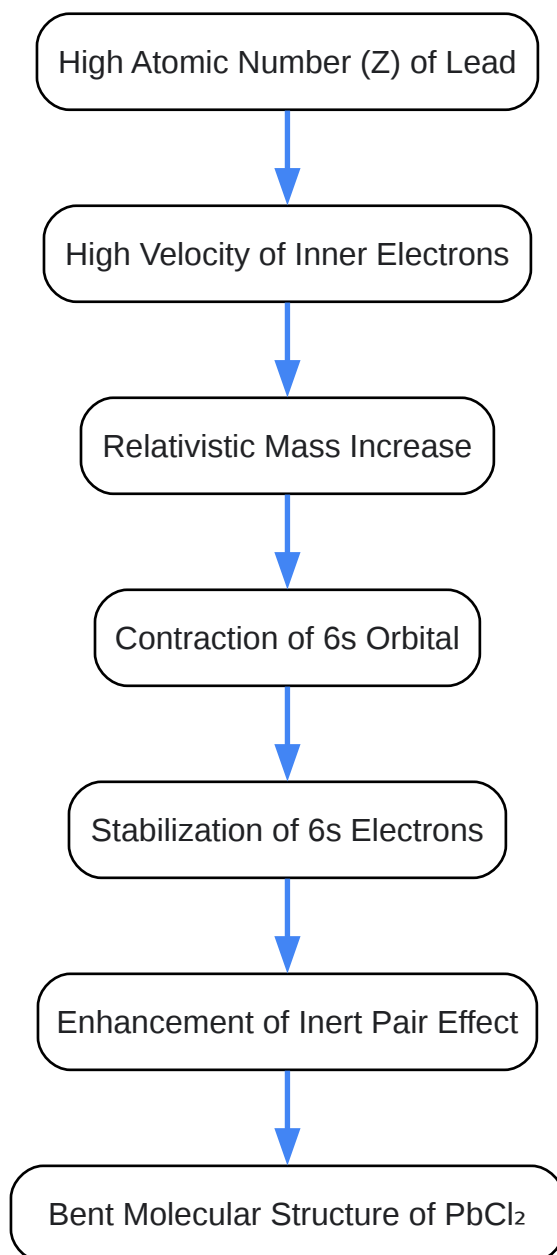 High Atomic Number (Z) of Lead
High Velocity of Inner Electrons
Relativistic Mass Increase
Contraction of 6s Orbital
Stabilization of 6s Electrons
Enhancement of Inert Pair Effect
Bent Molecular Structure of PbCl₂